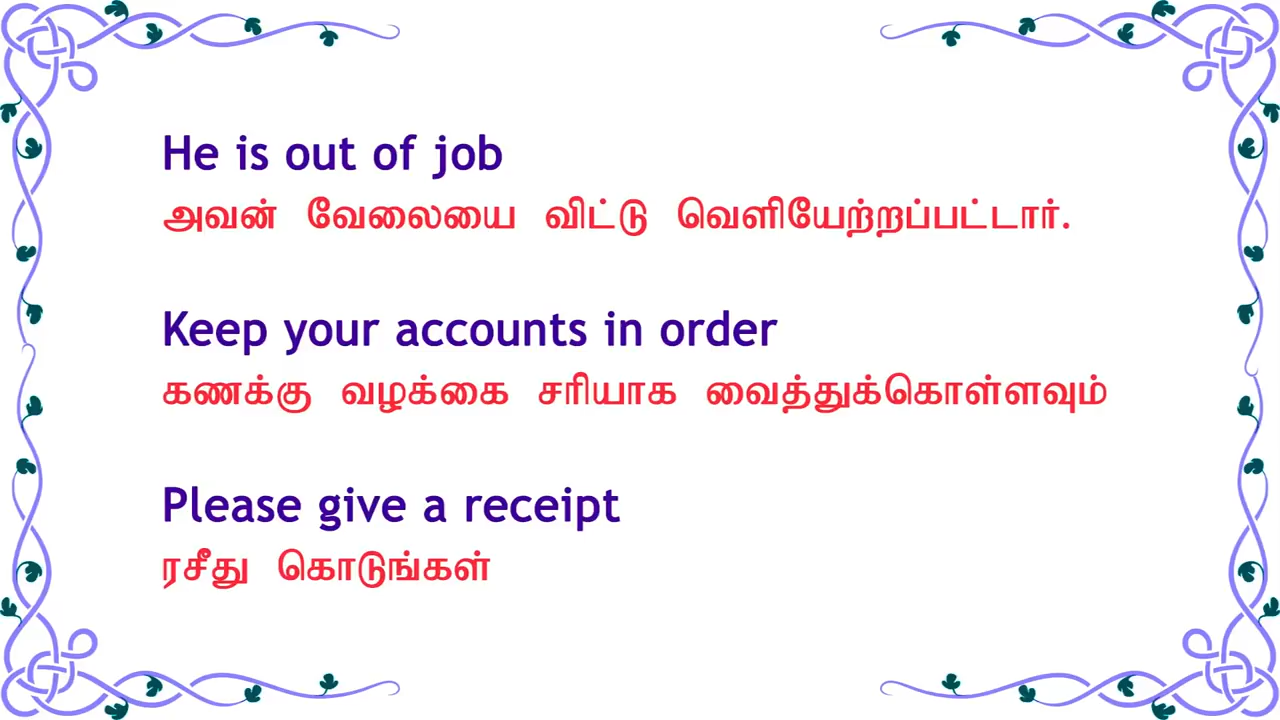 He is out of job
அவன் வேலையை விட்டு வெளியேற்றப்பட்டார்.
Keep your accounts in order
கணக்கு வழக்கை சரியாக வைத்துக்கொள்ளவும்
Please give a receipt
ரசீது கொடுங்கள்